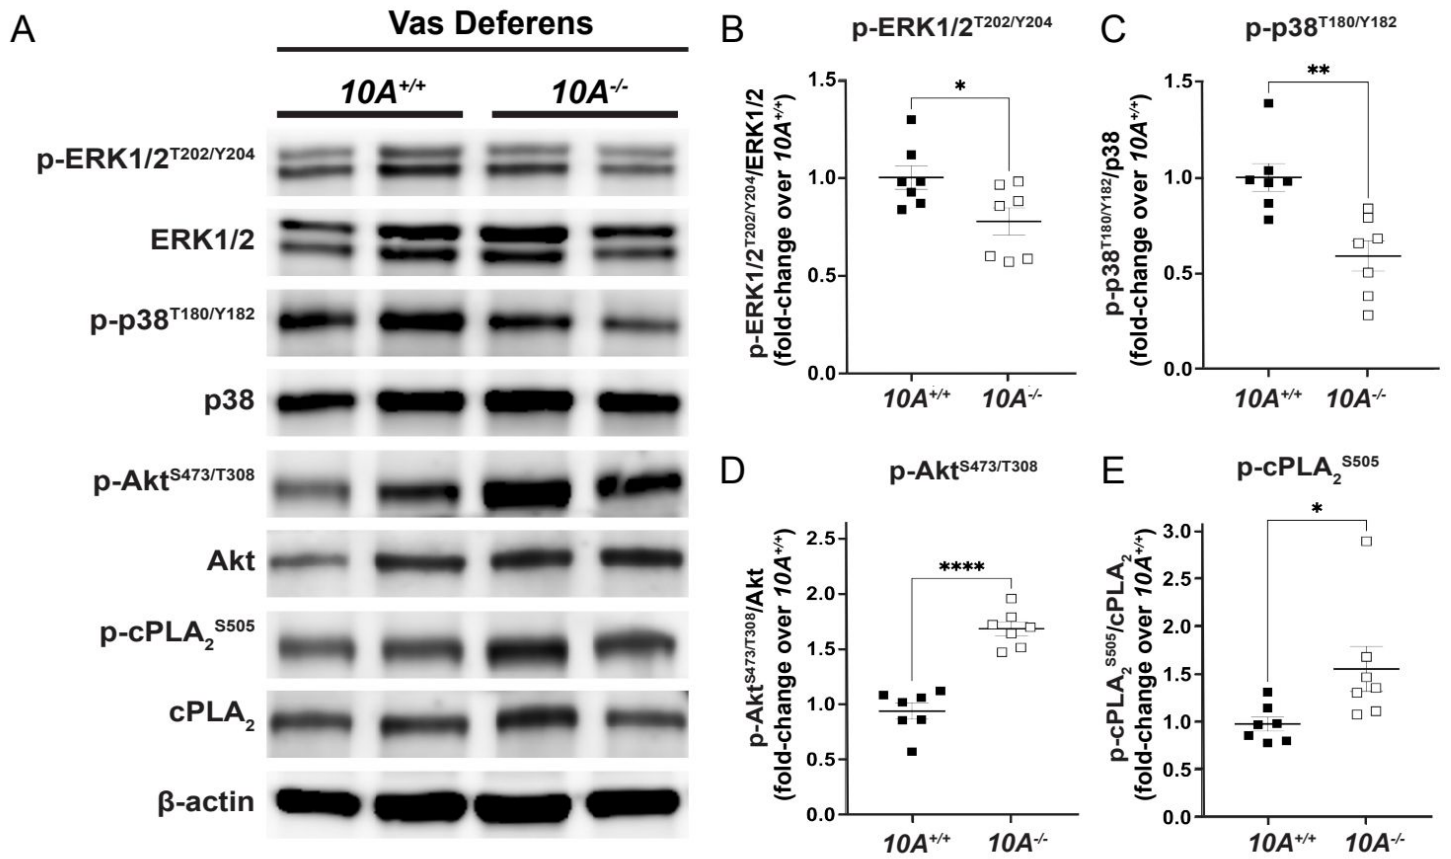 A
Vas Deferens
10A+/+
10A-/-
p-ERK1/2T202/Y204
ERK1/2
p-p38T180/Y182
p38
p-AktS473/T308
Akt
p-cPLA2S505
cPLA2
β-actin
B
p-ERK1/2T202/Y204
p-ERK1/2T202/Y204/ERK1/2
(fold-change over 10A+/+)
1.5
1.0
0.5
0.0
*
10A+/+
10A-/-
C
p-p38T180/Y182
p-p38T180/Y182/p38
(fold-change over 10A+/+)
1.5
1.0
0.5
0.0
**
10A+/+
10A-/-
D
p-AktS473/T308
p-AktS473/T308/Akt
(fold-change over 10A+/+)
2.5
2.0
1.5
1.0
0.5
0.0
****
10A+/+
10A-/-
E
p-cPLA2S505
p-cPLA2S505/cPLA2
(fold-change over 10A+/+)
3.0
2.5
2.0
1.5
1.0
0.5
0.0
*
10A+/+
10A-/-